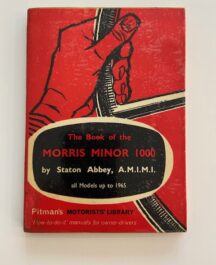 The Book of the
MORRIS MINOR 1000
by Staton Abbey, A.M.I.M.I.
all Models up to 1965
Pitman's MOTORISTS' LIBRARY
'How-to-do-it' manuals for owner-drivers